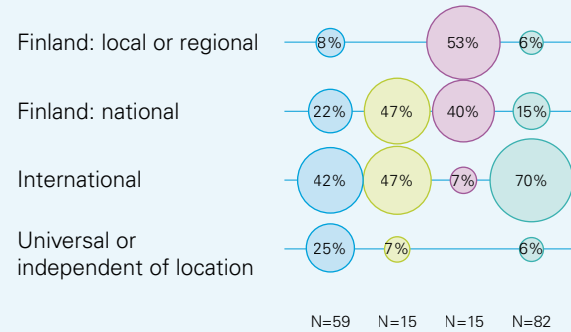 Finland: local or regional 8% 53% 6%
Finland: national 22% 47% 40% 15%
International 42% 47% 7% 70%
Universal or
independent of location 25% 7% 6%
N=59 N=15 N=15 N=82